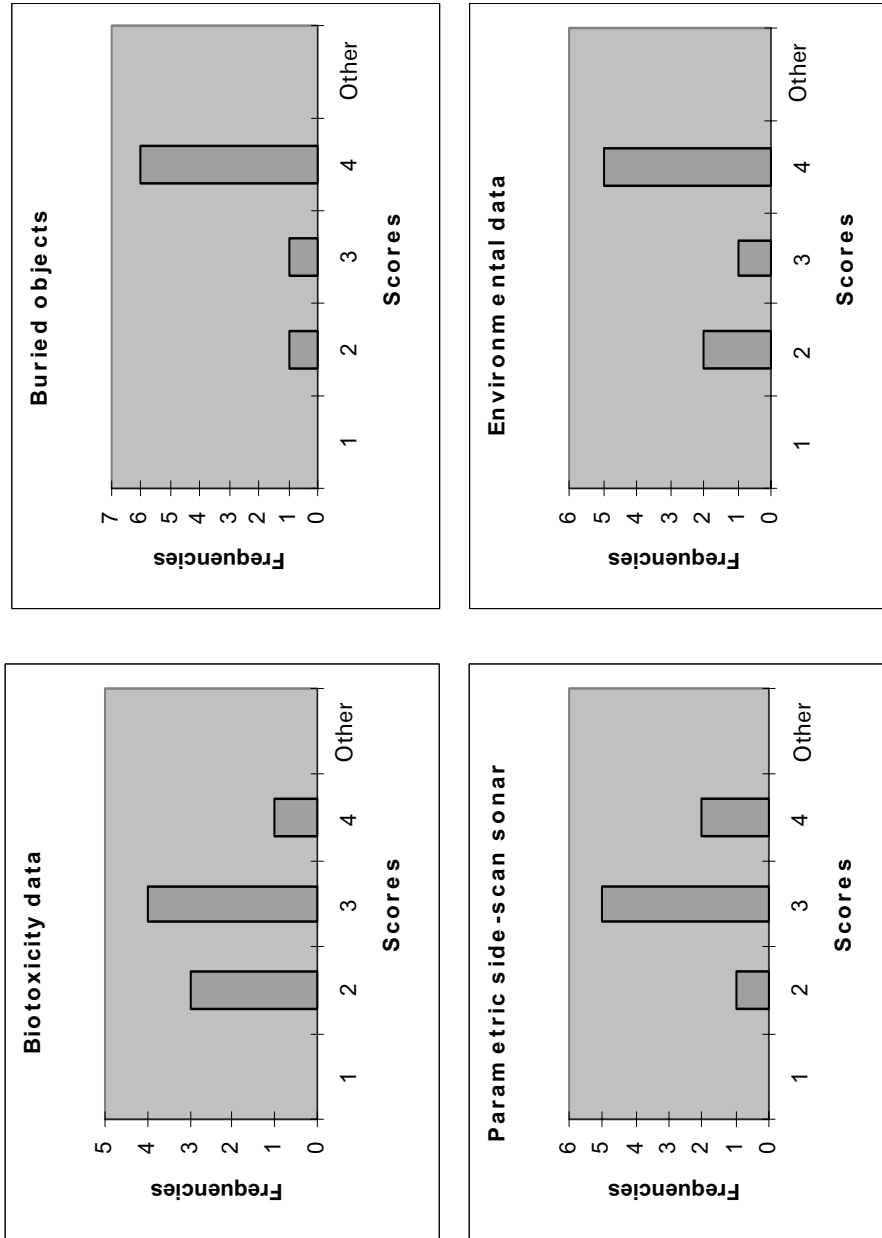 Biotoxicity data
Frequencies
5
4
3
2
1
0
1 2 3 4 Other
Scores
Buried objects
Frequencies
7
6
5
4
3
2
1
0
1 2 3 4 Other
Scores
Parametric side-scan sonar
Frequencies
6
5
4
3
2
1
0
1 2 3 4 Other
Scores
Environmental data
Frequencies
6
5
4
3
2
1
0
1 2 3 4 Other
Scores